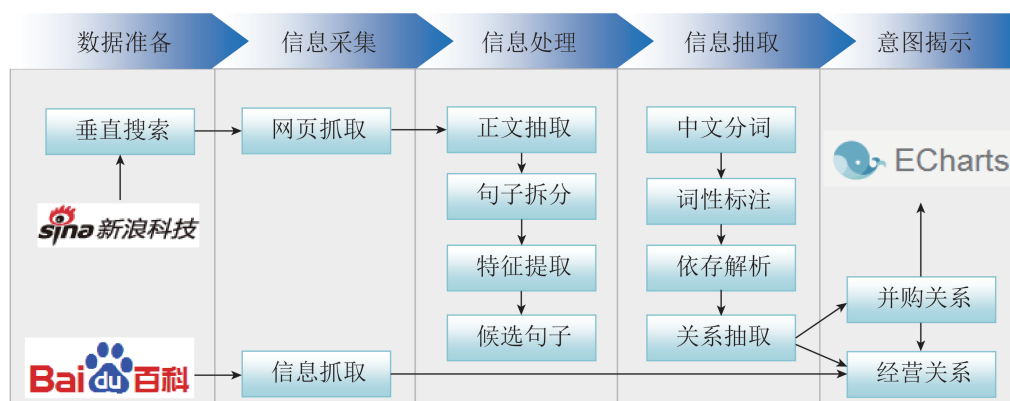 数据准备
信息采集
信息处理
信息抽取
意图揭示
垂直搜索
网页抓取
正文抽取
中文分词
ECharts
句子拆分
词性标注
sina新浪科技
特征提取
依存解析
并购关系
候选句子
关系抽取
Baidu百科
信息抓取
经营关系